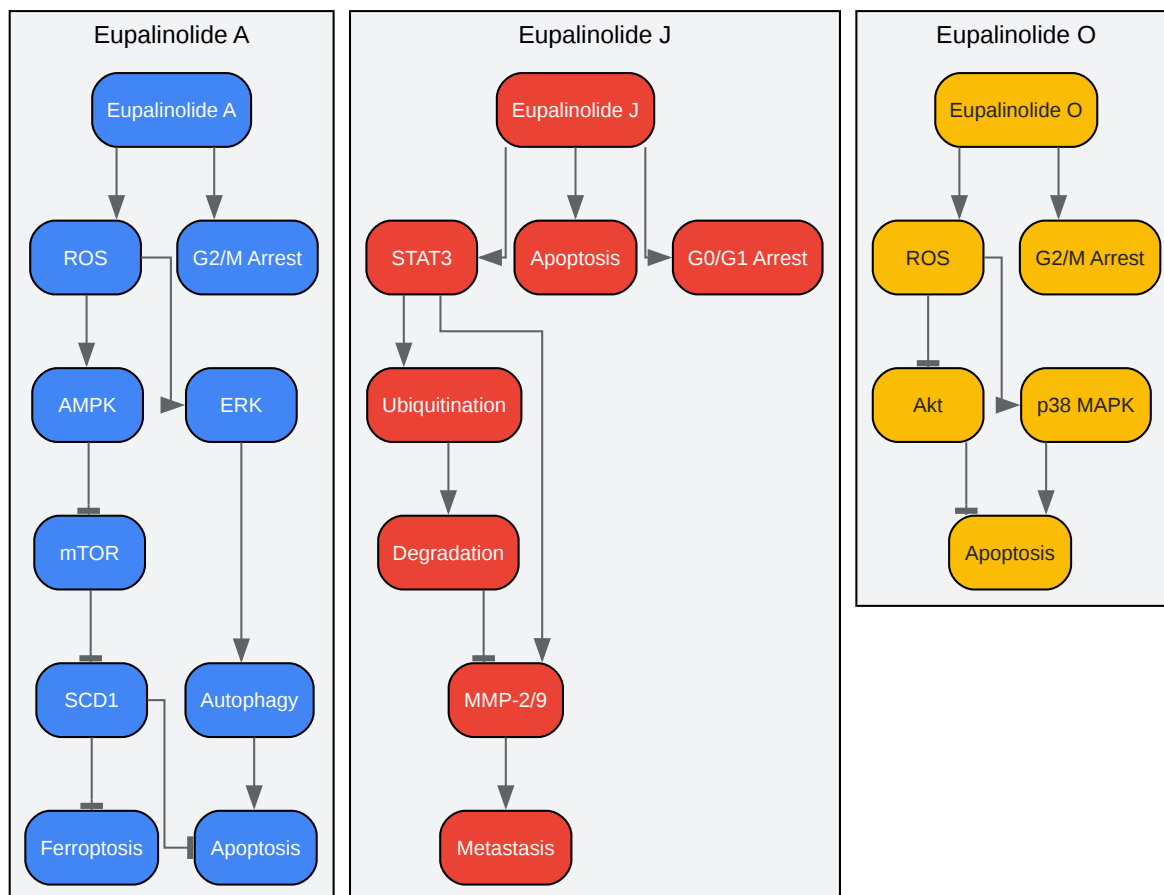 Eupalinolide A
Eupalinolide A
ROS
G2/M Arrest
AMPK
ERK
mTOR
SCD1
Autophagy
Ferroptosis
Apoptosis
Eupalinolide J
Eupalinolide J
STAT3
Apoptosis
G0/G1 Arrest
Ubiquitination
Degradation
MMP-2/9
Metastasis
Eupalinolide O
Eupalinolide O
ROS
G2/M Arrest
Akt
p38 MAPK
Apoptosis